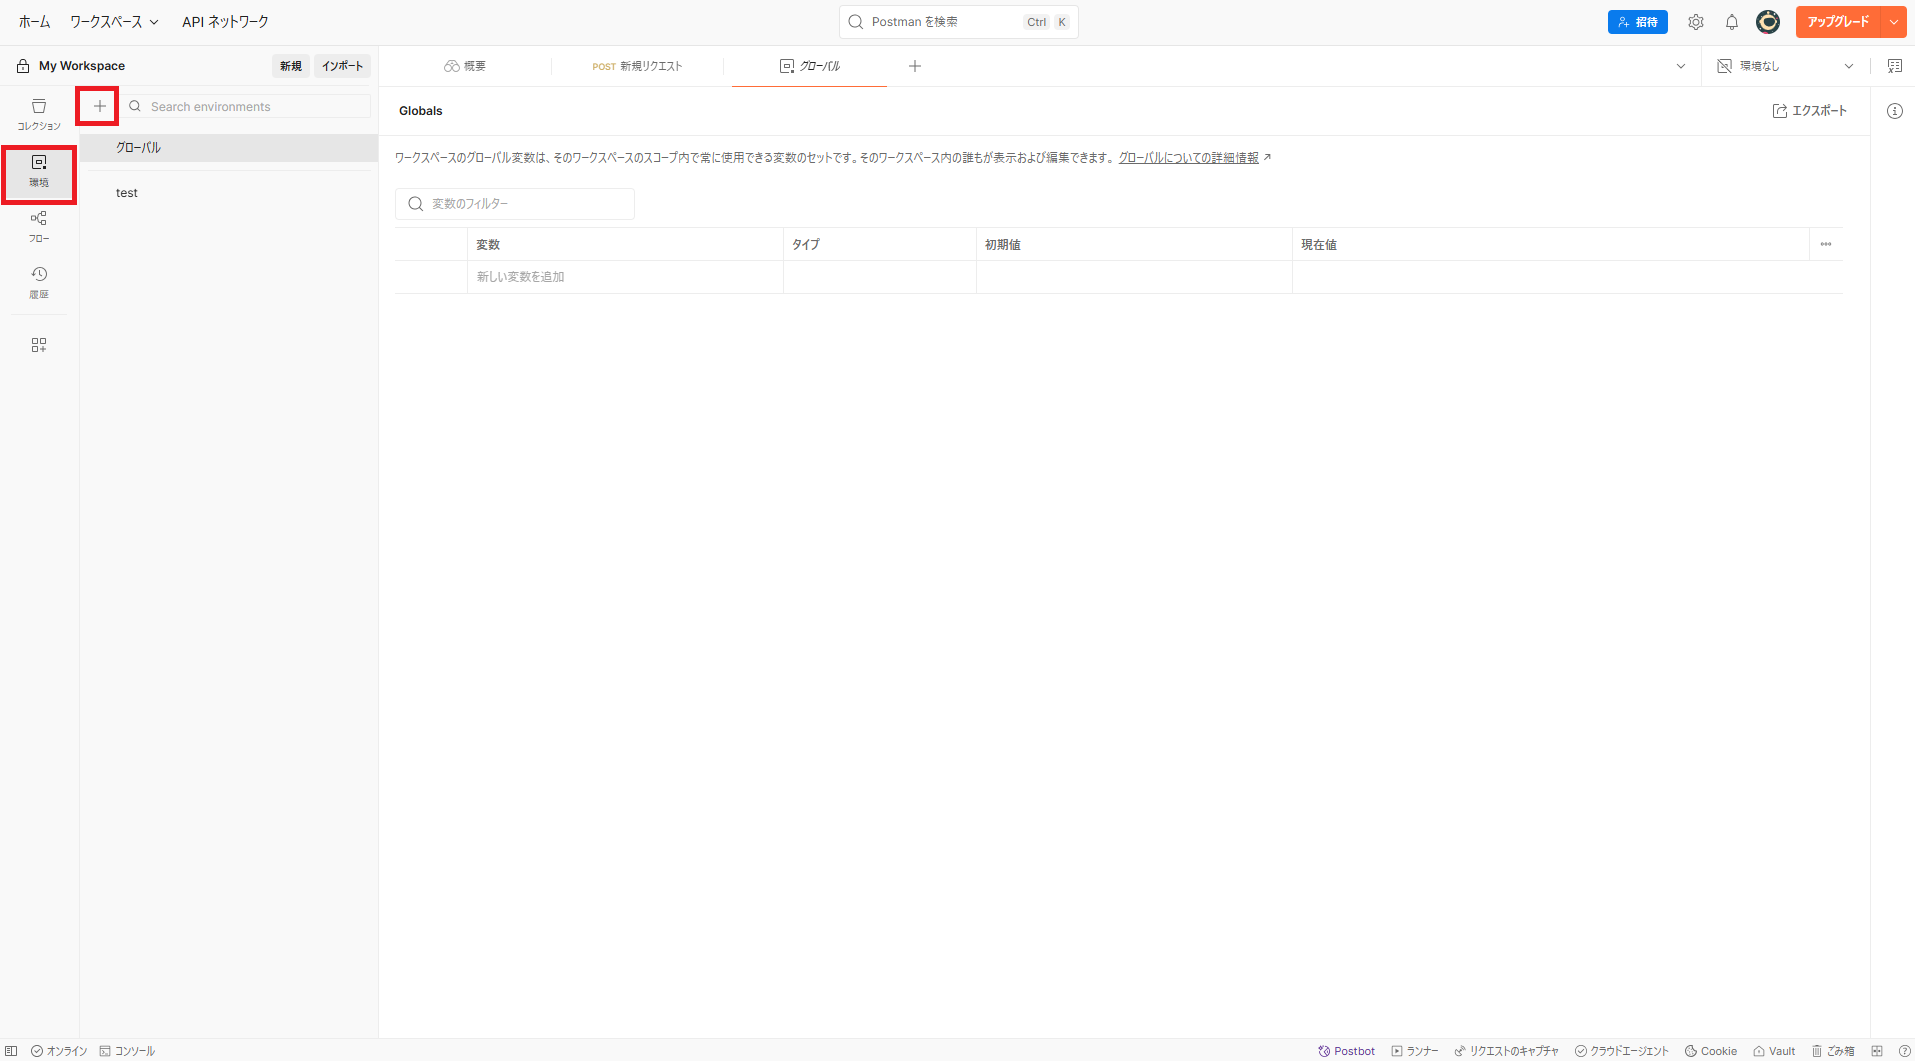 ホーム ワークスペース API ネットワーク Postman を検索 Ctrl K 招待 アップグレード
My Workspace 新規 インポート 概要 POST 新規リクエスト グローバル 環境なし
コレクション
Search environments
Globals
エクスポート
グローバル
環境
test
ワークスペースのグローバル変数は、そのワークスペースのスコープ内で常に使用できる変数のセットです。そのワークスペース内の誰もが表示および編集できます。 グローバルについての詳細情報
変数のフィルター
フロー
変数 タイプ 初期値 現在値
新しい変数を追加
履歴
オンライン コンソール Postbot ランナー リクエストのキャプチャ クラウドエージェント Cookie Vault ごみ箱